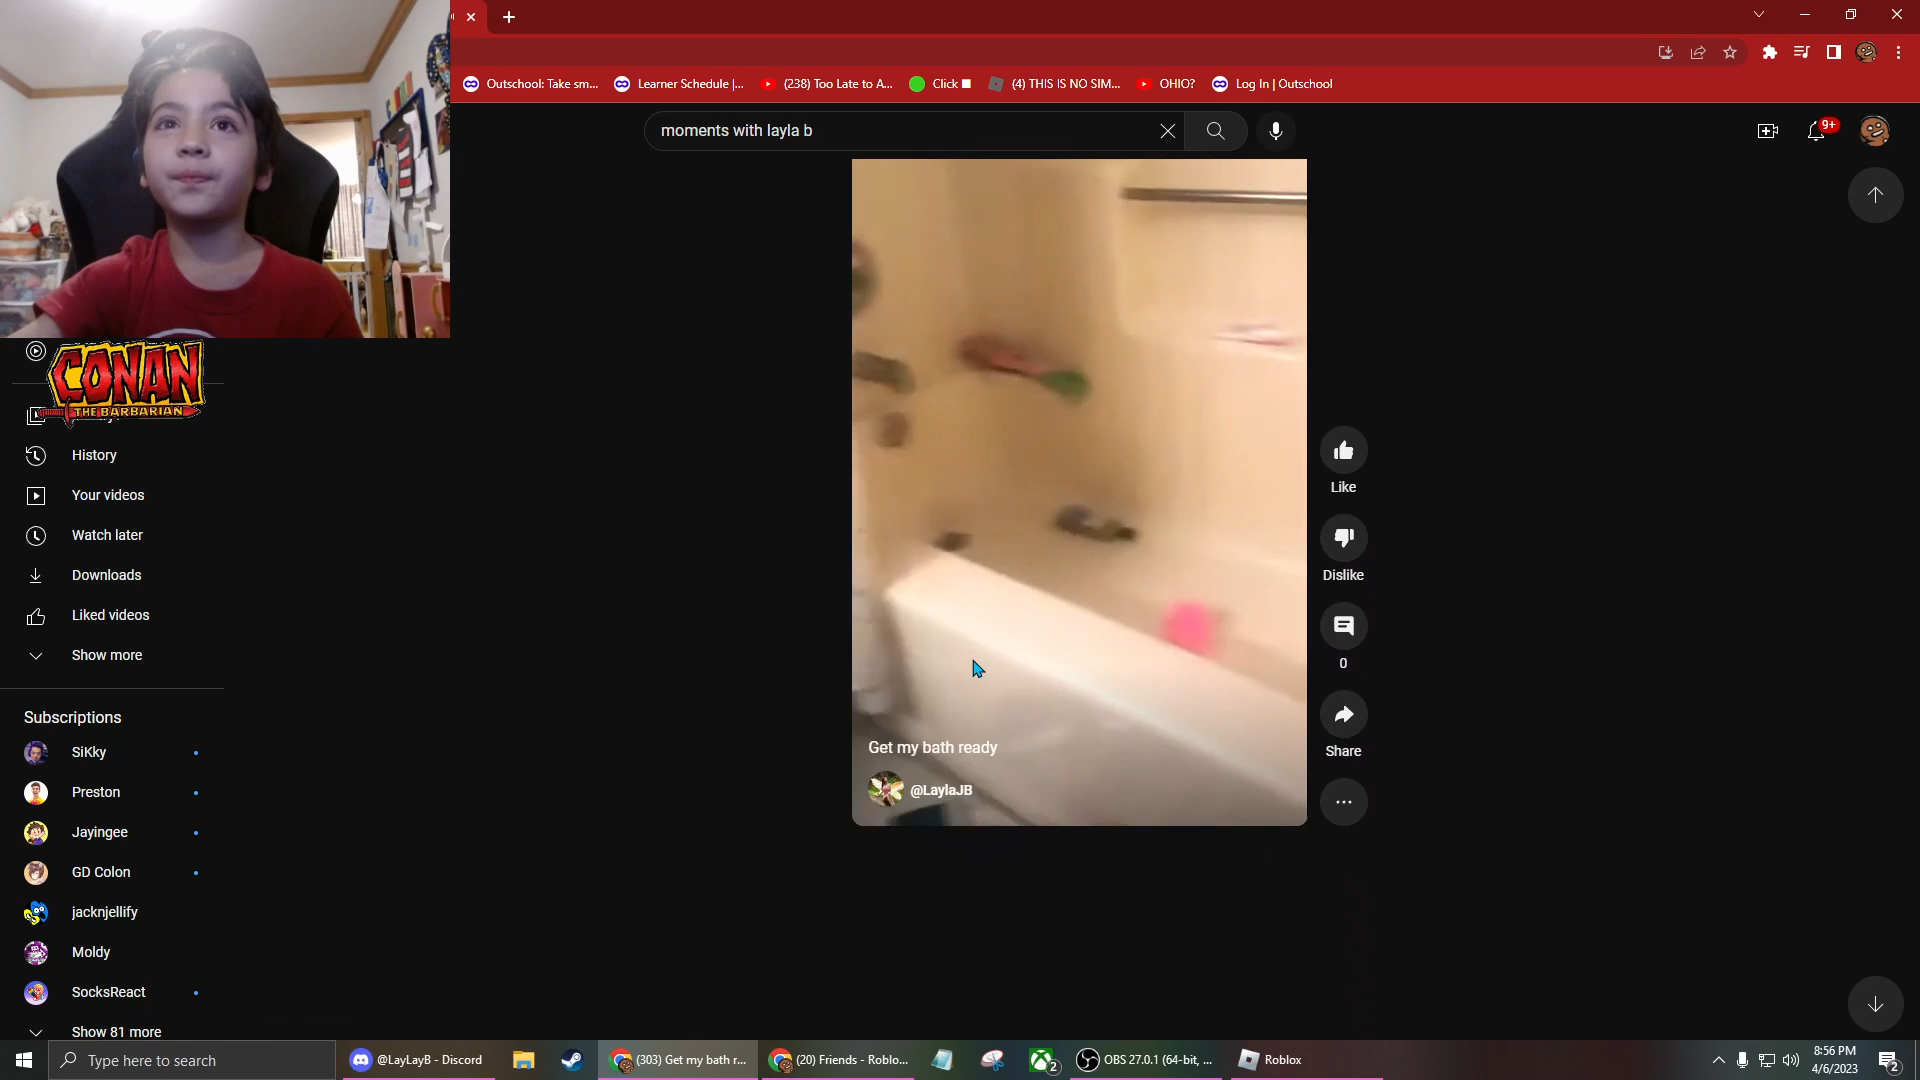 Outschool: Take sm...
Learner Schedule |...
(238) Too Late to A...
Click
(4) THIS IS NO SIM...
OHIO?
Log In | Outschool
moments with layla b
9+
CONAN
THE BARBARIAN
History
Your videos
Watch later
Downloads
Liked videos
Show more
Subscriptions
SiKky
Preston
Jayingee
GD Colon
jacknjellify
Moldy
SocksReact
Show 81 more
Get my bath ready
@LaylaJB
Like
Dislike
0
Share
Type here to search
@LayLayB - Discord
(303) Get my bath r...
(20) Friends - Roblo...
2
OBS 27.0.1 (64-bit, ...
Roblox
8:56 PM
4/6/2023
2